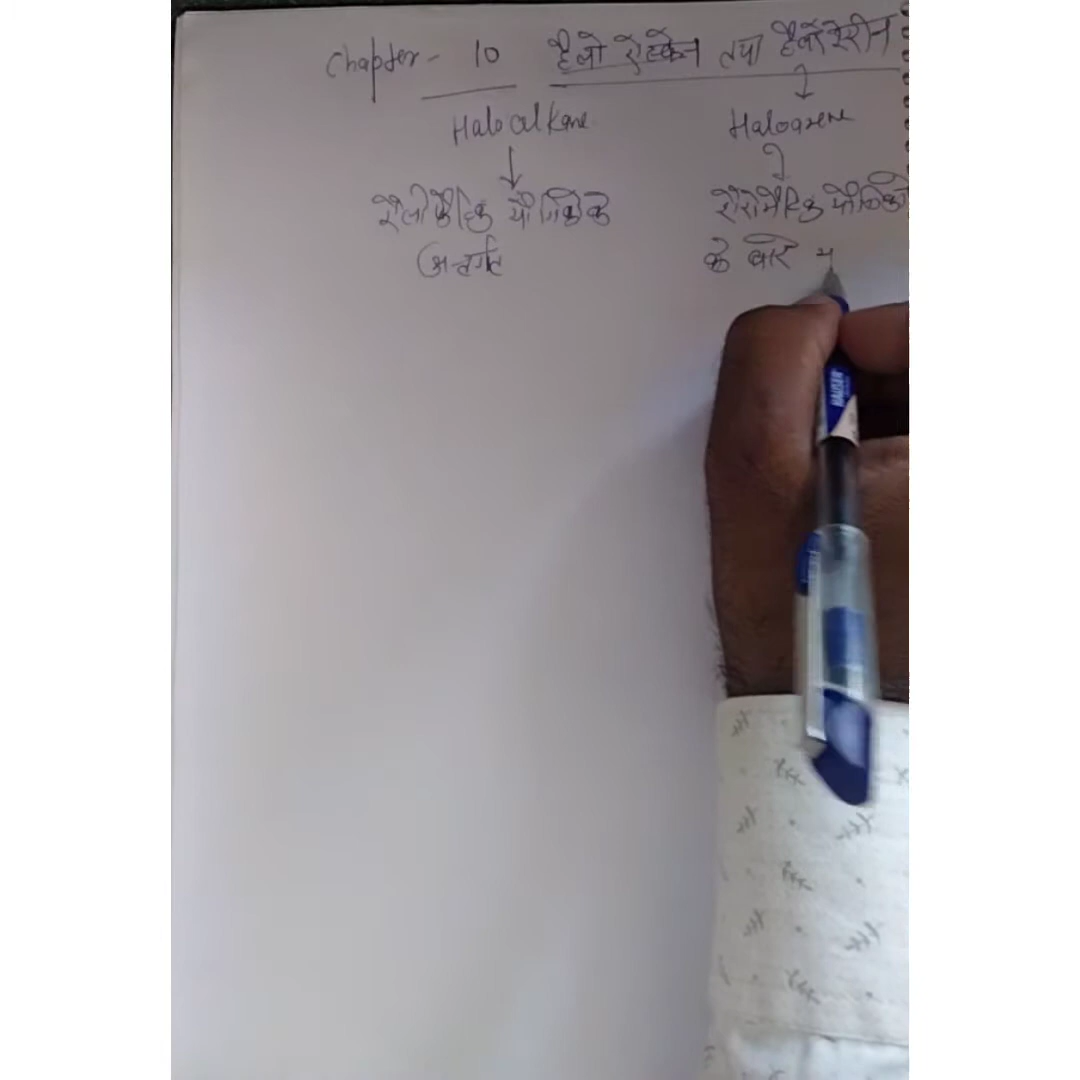 Chapter - 10 हैलो ऐल्केन तथा हैलोऐरीन
Haloalkane Haloarene
ऐलीफैटिक यौगिको के ऐरोमैटिक यौगिको
अन्तर्गत के बारे म